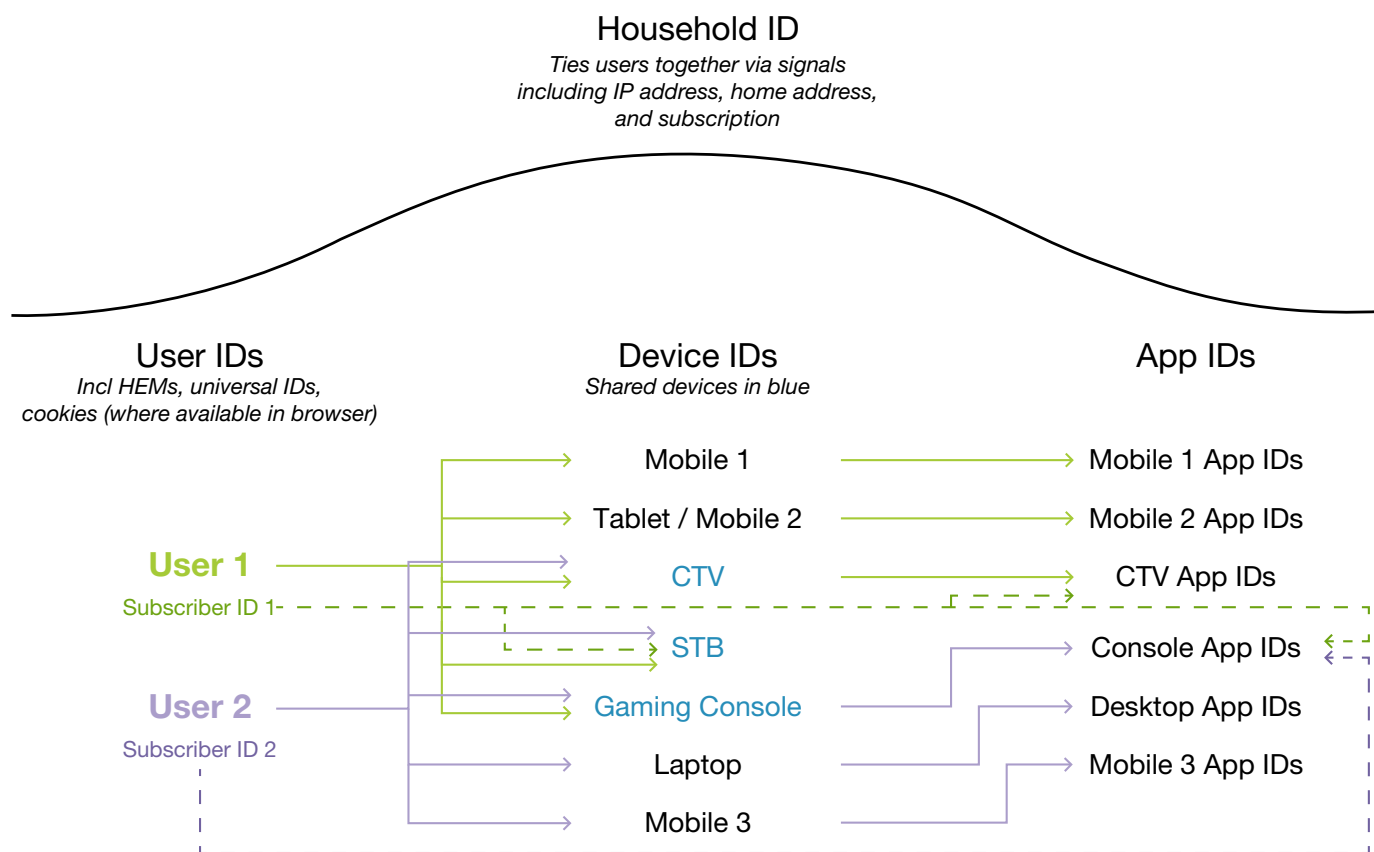 Household ID
Ties users together via signals
including IP address, home address,
and subscription
User IDs
Incl HEMs, universal IDs,
cookies (where available in browser)
Device IDs
Shared devices in blue
App IDs
User 1
Subscriber ID 1
User 2
Subscriber ID 2
Mobile 1
Tablet / Mobile 2
CTV
STB
Gaming Console
Laptop
Mobile 3
Mobile 1 App IDs
Mobile 2 App IDs
CTV App IDs
Console App IDs
Desktop App IDs
Mobile 3 App IDs